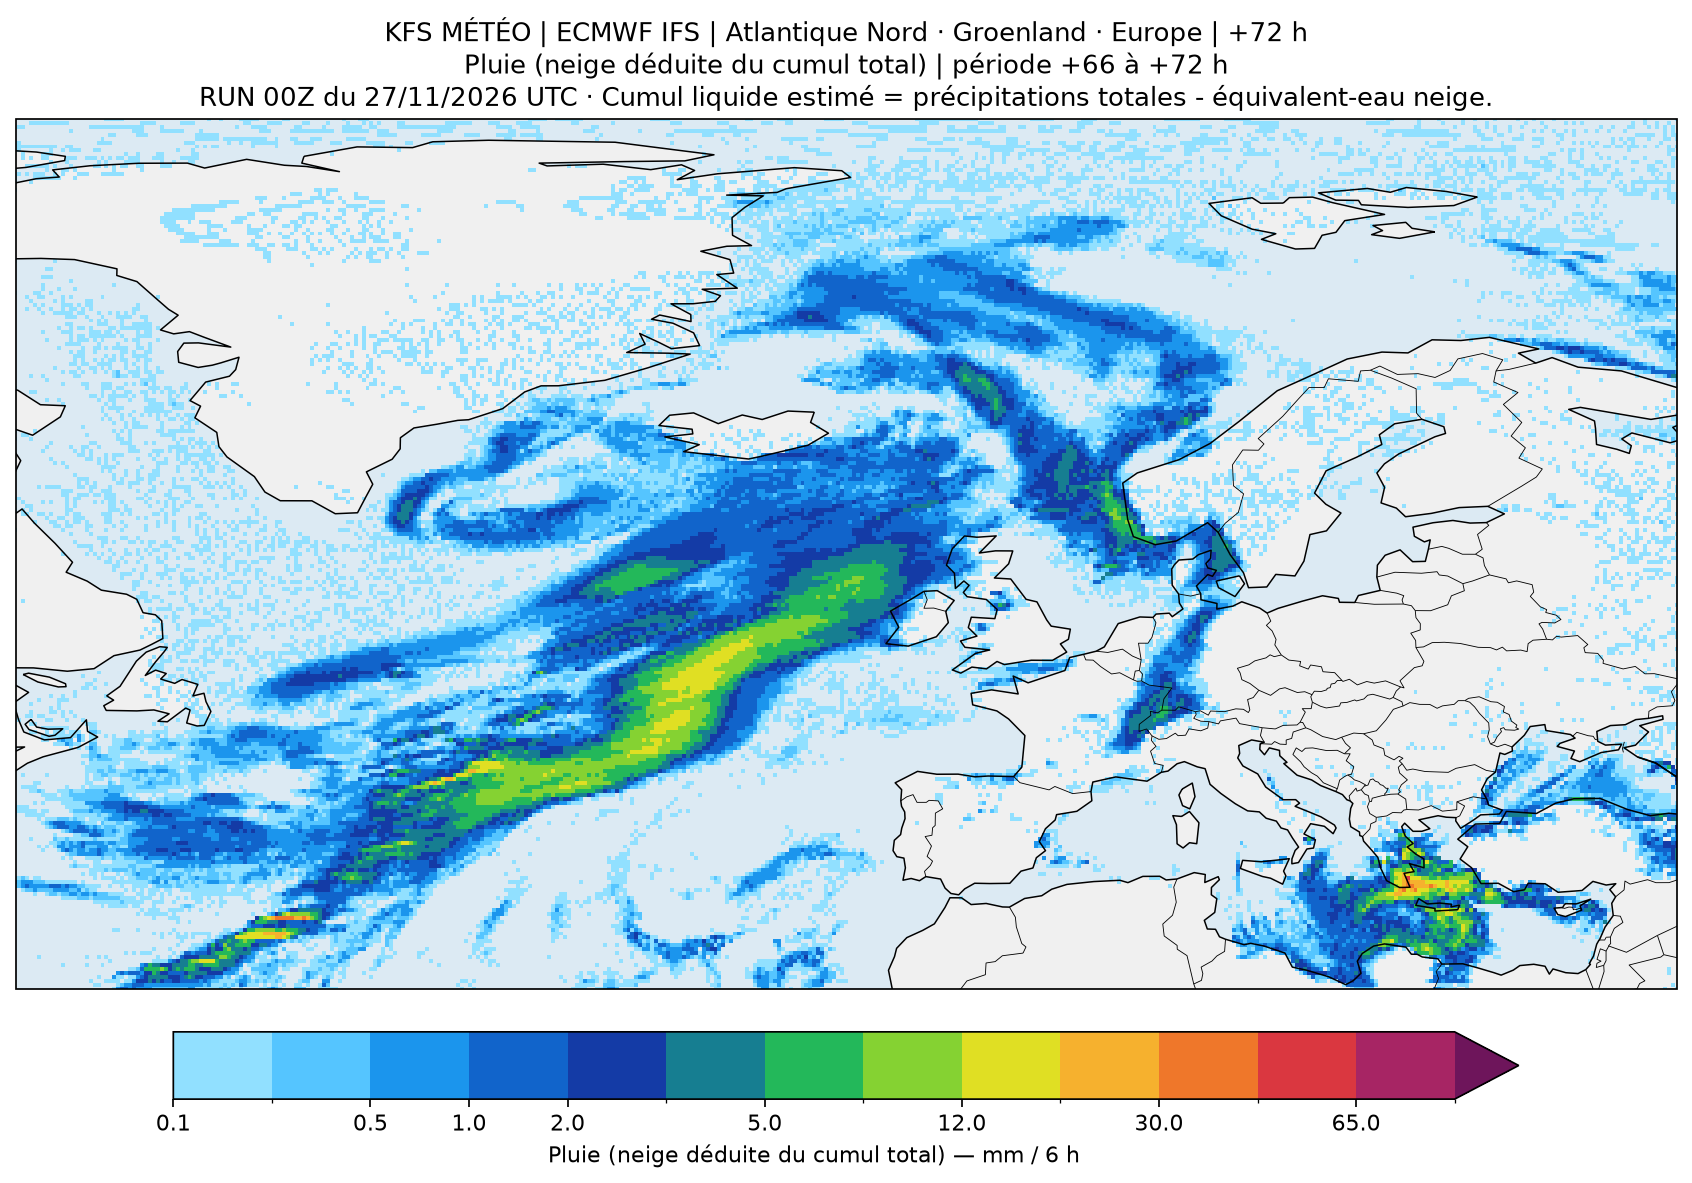 KFS MÉTÉO | ECMWF IFS | Atlantique Nord · Groenland · Europe | +72 h
Pluie (neige déduite du cumul total) | période +66 à +72 h
RUN 00Z du 27/11/2026 UTC · Cumul liquide estimé = précipitations totales - équivalent-eau neige.
0.1 0.5 1.0 2.0 5.0 12.0 30.0 65.0
Pluie (neige déduite du cumul total) — mm / 6 h